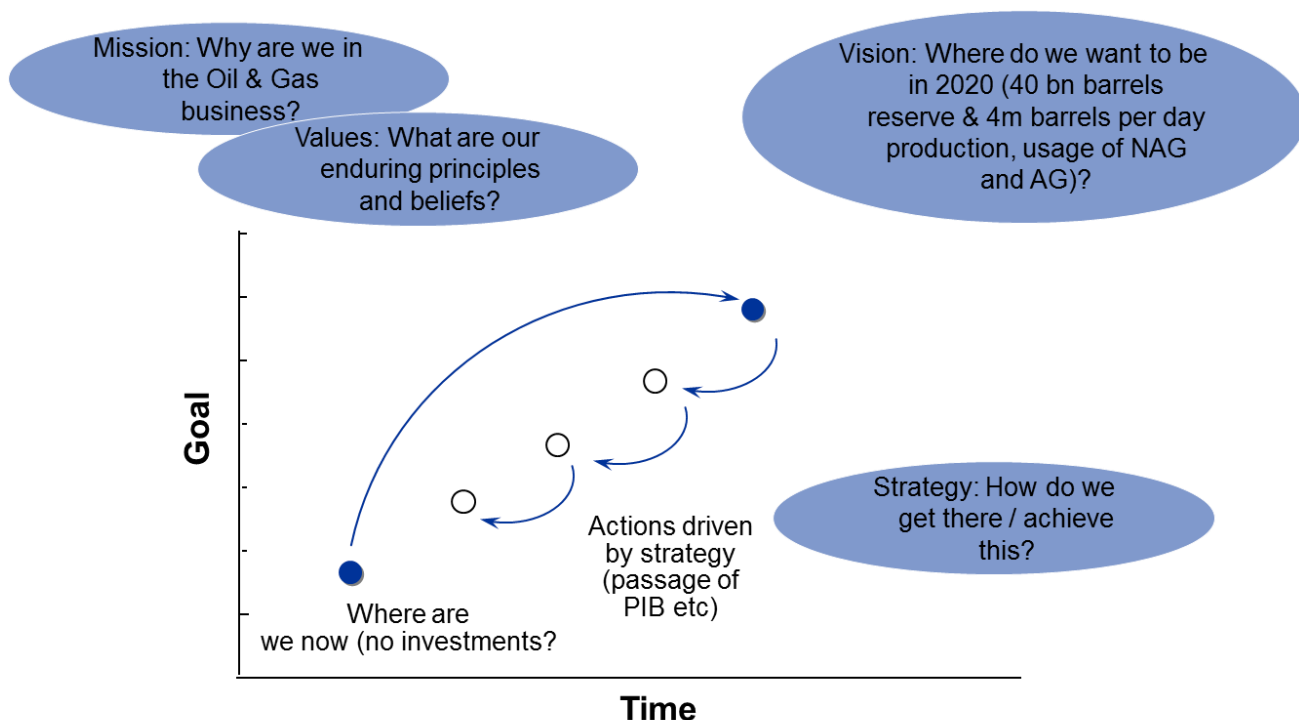 Mission: Why are we in
the Oil & Gas
business?
Values: What are our
enduring principles
and beliefs?
Vision: Where do we want to be
in 2020 (40 bn barrels
reserve & 4m barrels per day
production, usage of NAG
and AG)?
Goal
Strategy: How do we
get there / achieve
this?
Actions driven
by strategy
(passage of
PIB etc)
Where are
we now (no investments?
Time